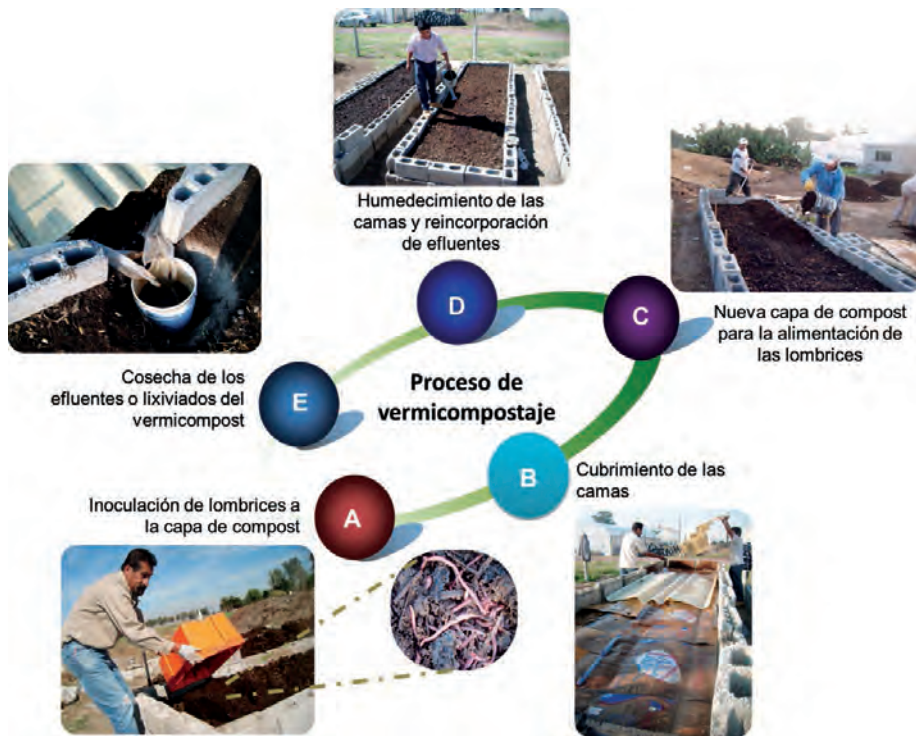 Humedecimiento de las
camas y reincorporación
de efluentes
D
C
Nueva capa de compost
para la alimentación de
las lombrices
Cosecha de los
efluentes o lixiviados del
vermicompost
E
Proceso de
vermicompostaje
B
Cubrimiento de las
camas
Inoculación de lombrices a
la capa de compost
A